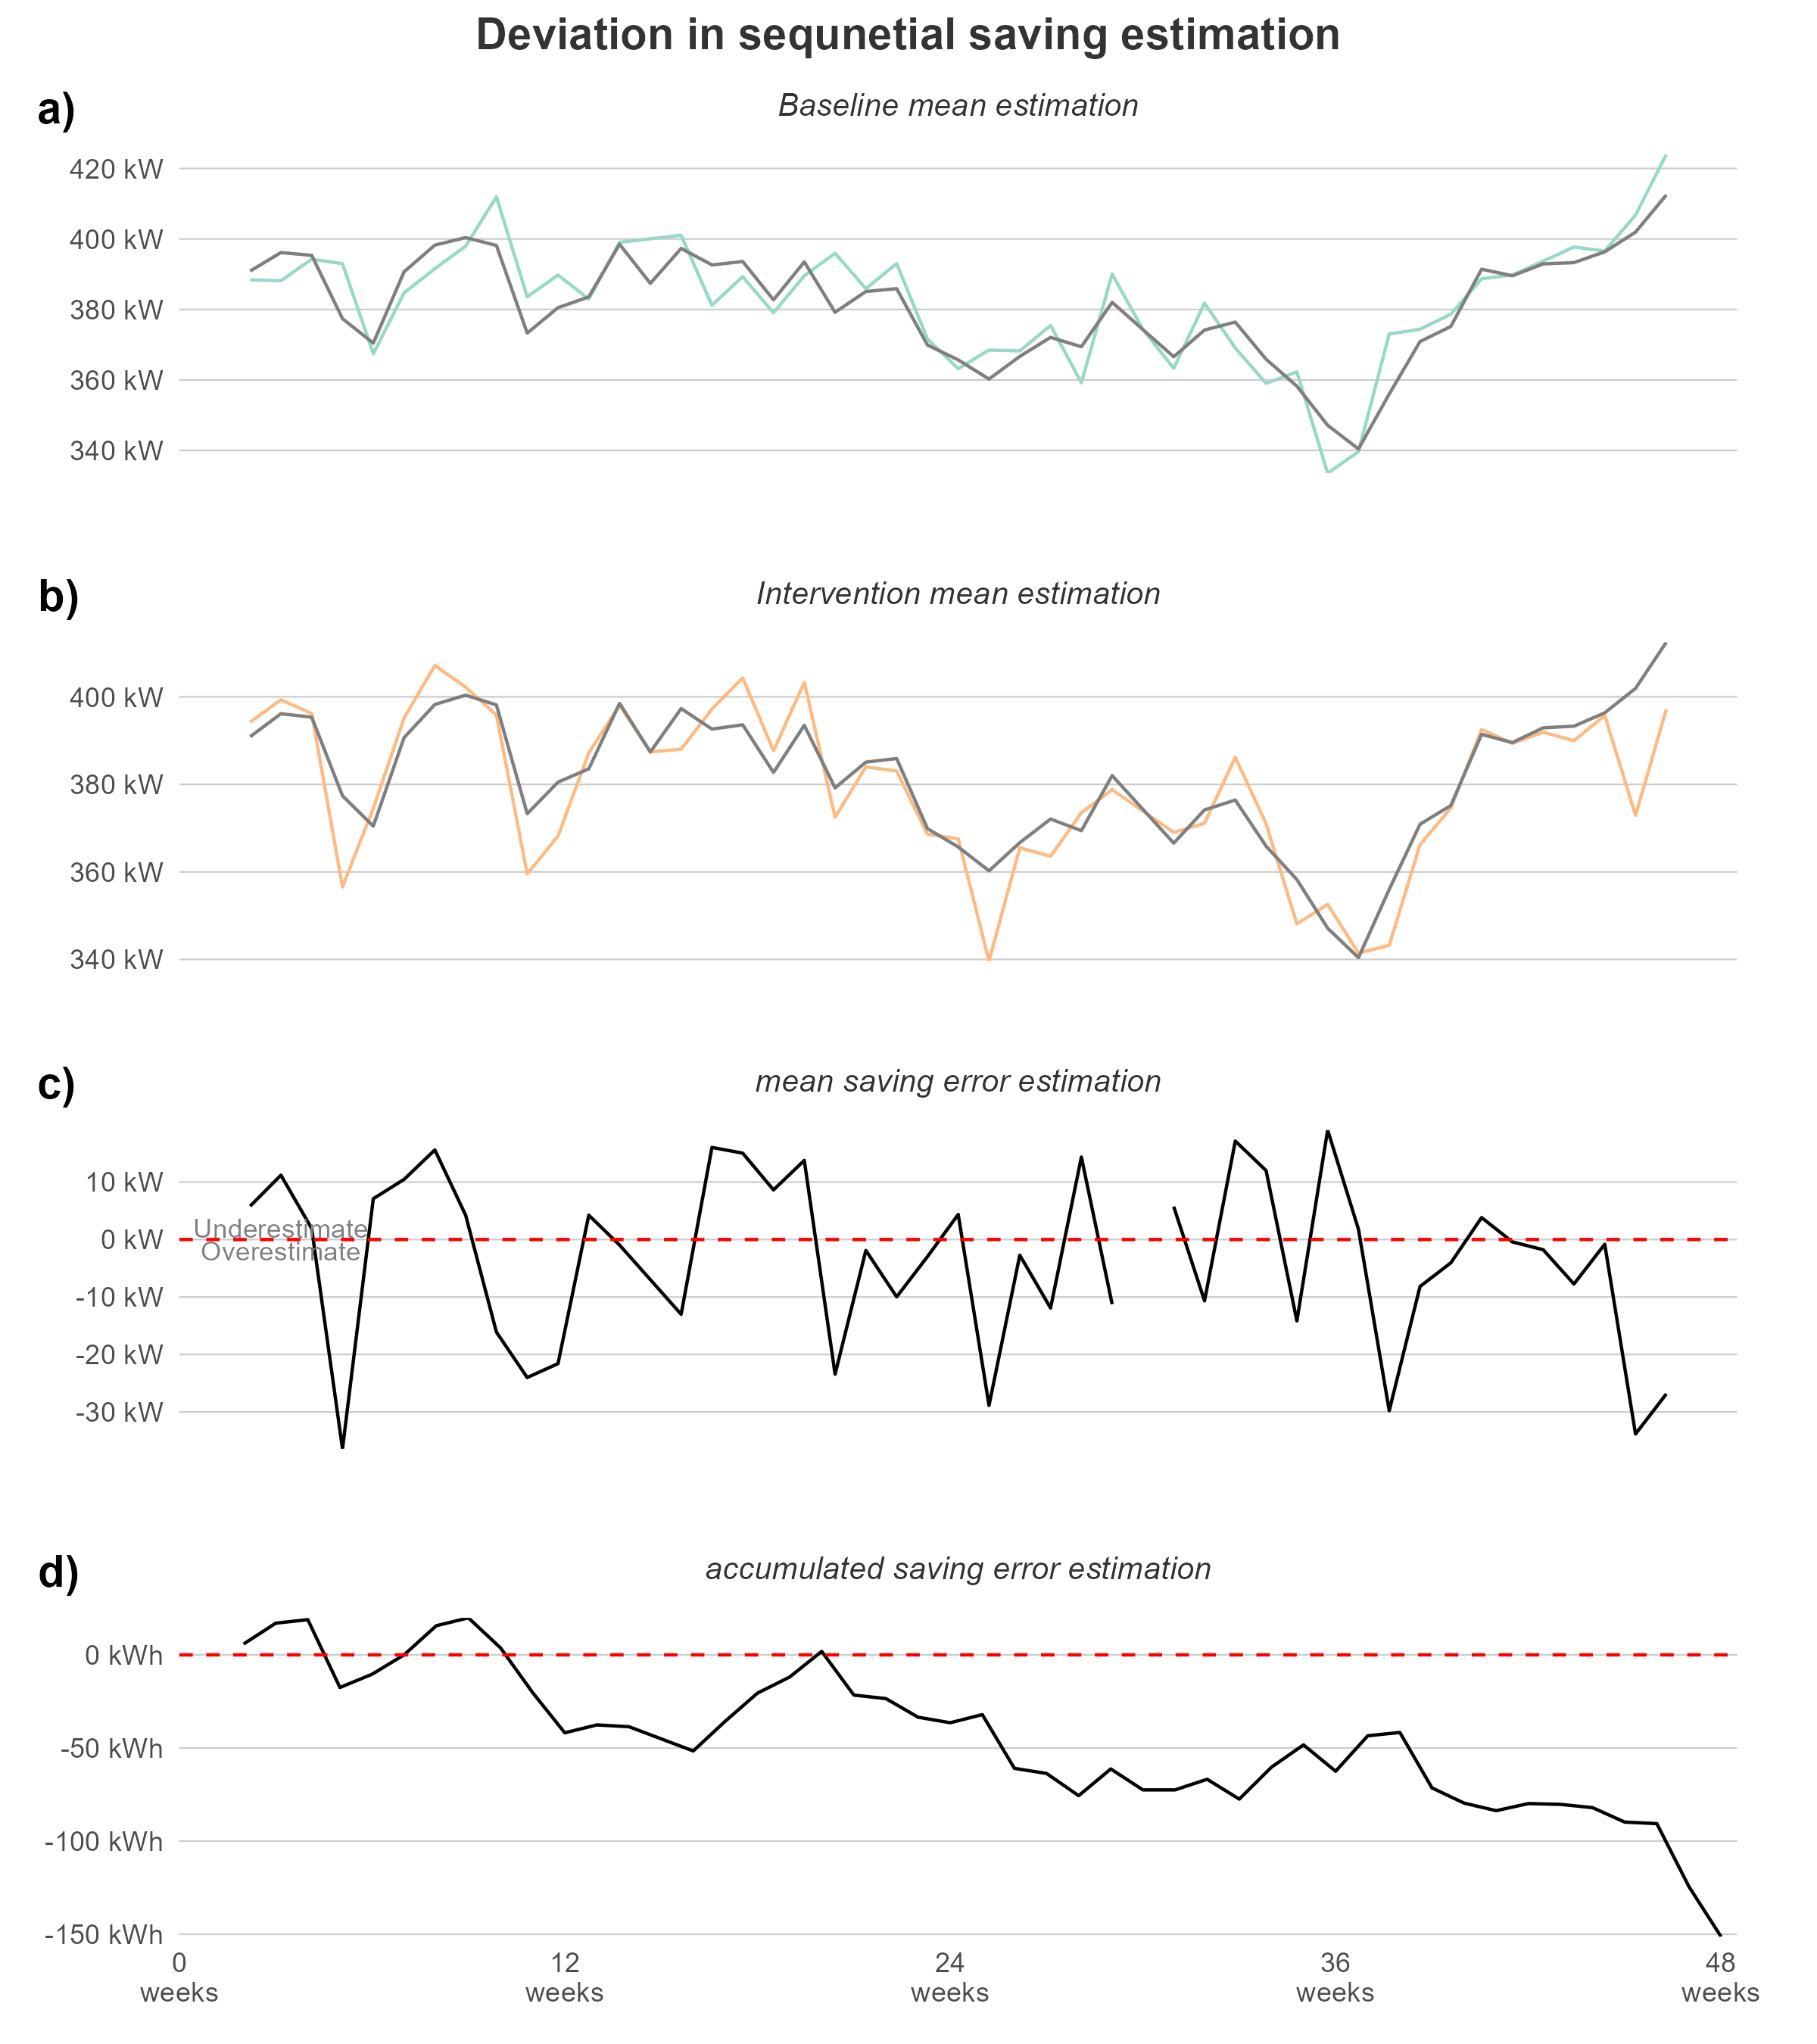 Deviation in sequnetial saving estimation
a)
Baseline mean estimation
420 kW
400 kW
380 kW
360 kW
340 kW
b)
Intervention mean estimation
400 kW
380 kW
360 kW
340 kW
c)
mean saving error estimation
10 kW
Underestimate
0 kW
Overestimate
-10 kW
-20 kW
-30 kW
d)
accumulated saving error estimation
0 kWh
-50 kWh
-100 kWh
-150 kWh
0 12 24 36 48
weeks weeks weeks weeks weeks